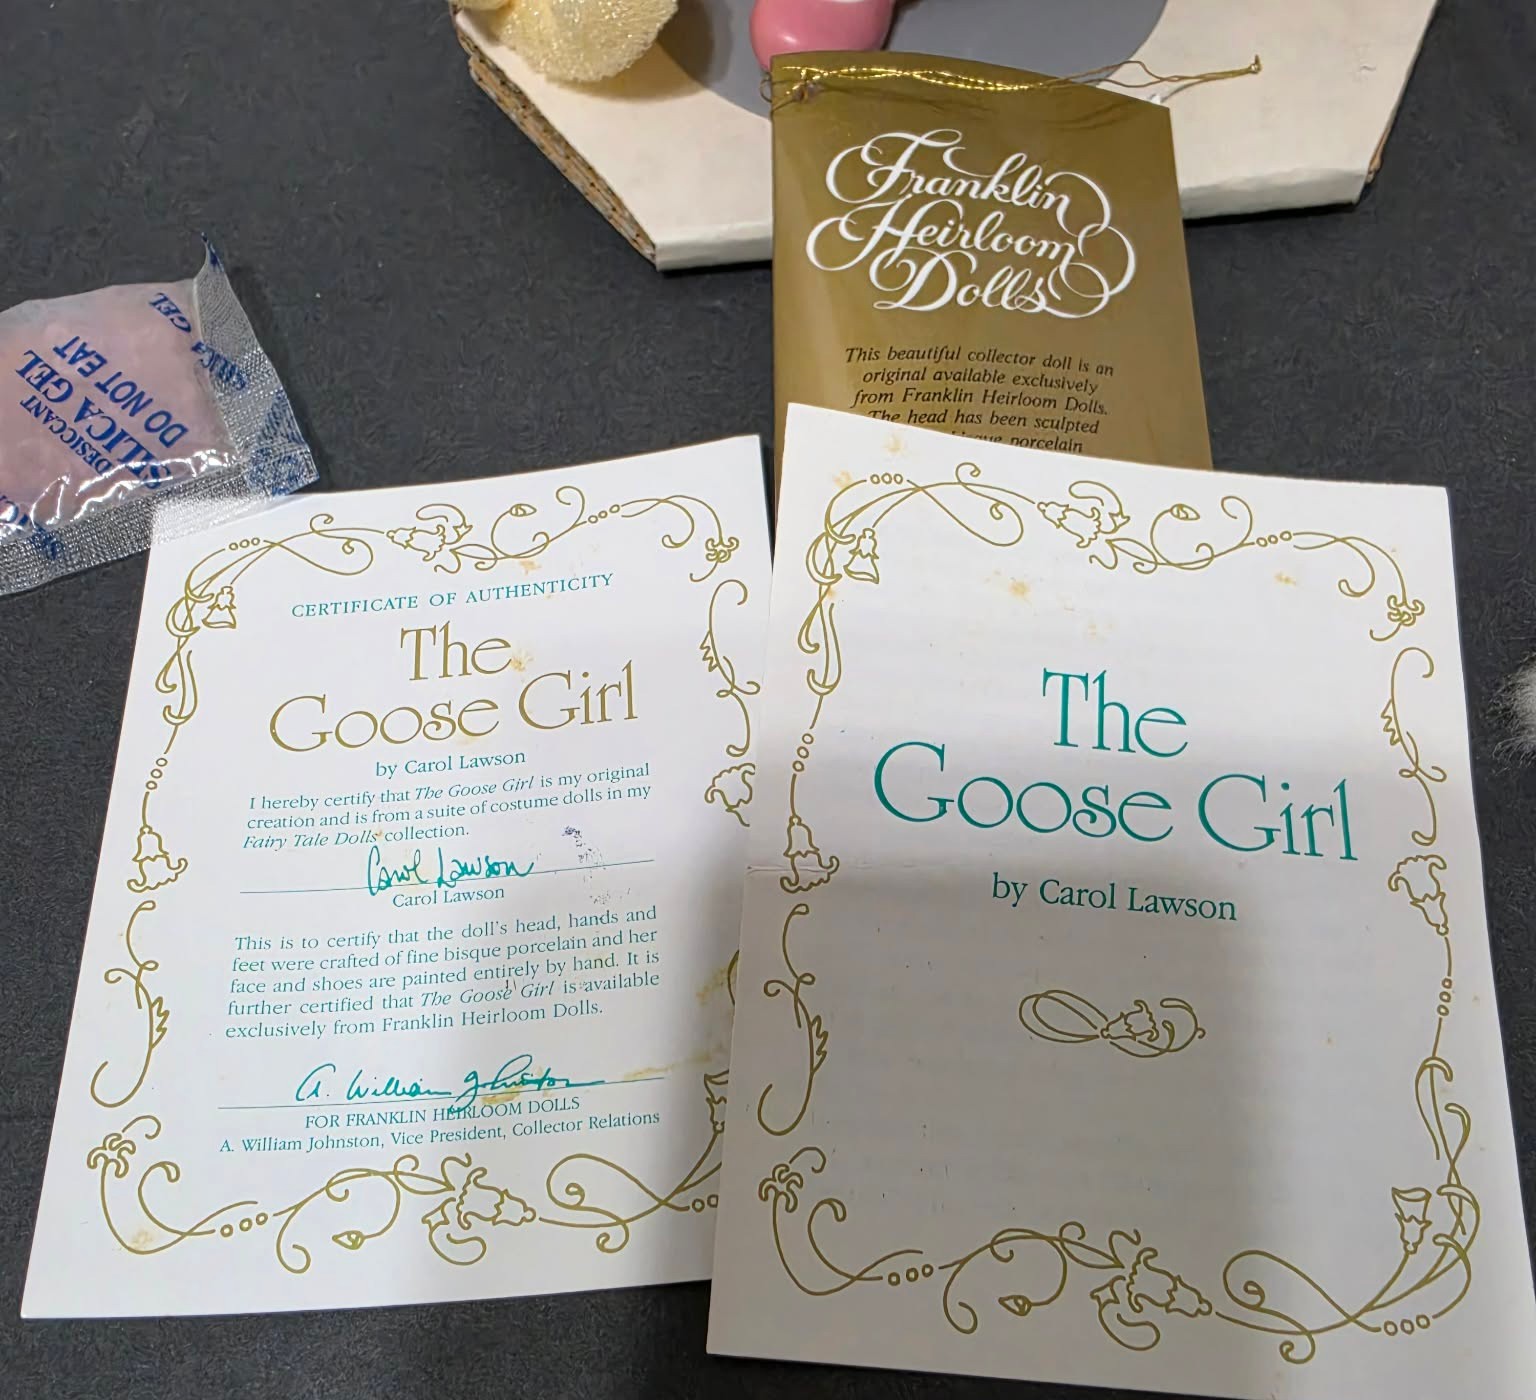 Franklin
Heirloom
Dolls
This beautiful collector doll is an
original available exclusively
from Franklin Heirloom Dolls.
The head has been sculpted
bisque porcelain
SILICA GEL
DESICCANT
SILICA GEL
DO NOT EAT
CERTIFICATE OF AUTHENTICITY
The
Goose Girl
by Carol Lawson
I hereby certify that The Goose Girl is my original
creation and is from a suite of costume dolls in my
Fairy Tale Dolls collection.
Carol Lawson
Carol Lawson
This is to certify that the doll's head, hands and
feet were crafted of fine bisque porcelain and her
face and shoes are painted entirely by hand. It is
further certified that The Goose Girl is available
exclusively from Franklin Heirloom Dolls.
A. William Johnston
FOR FRANKLIN HEIRLOOM DOLLS
A. William Johnston, Vice President, Collector Relations
The
Goose Girl
by Carol Lawson